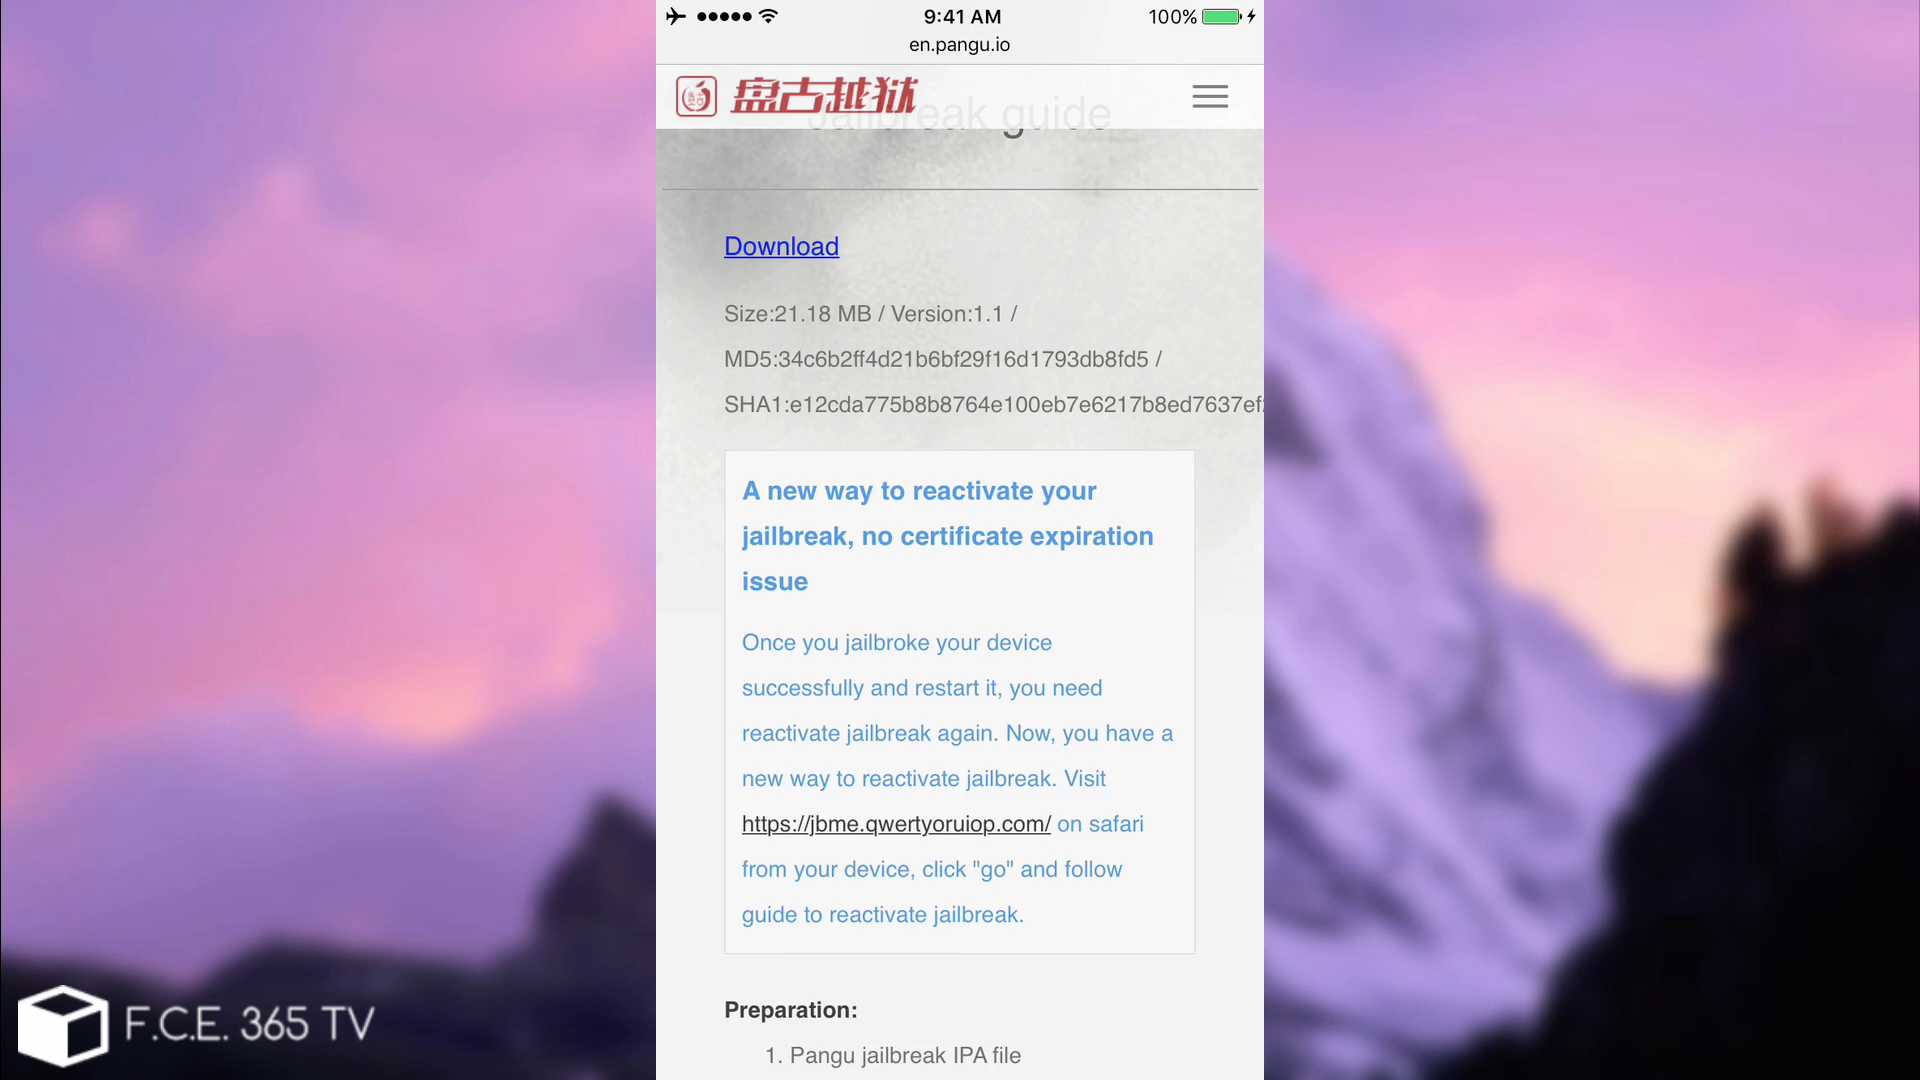 9:41 AM
100%
en.pangu.io
盘古越狱
Jailbreak guide
Download
Size:21.18 MB / Version:1.1 /
MD5:34c6b2ff4d21b6bf29f16d1793db8fd5 /
SHA1:e12cda775b8b8764e100eb7e6217b8ed7637ef
A new way to reactivate your
jailbreak, no certificate expiration
issue
Once you jailbroke your device
successfully and restart it, you need
reactivate jailbreak again. Now, you have a
new way to reactivate jailbreak. Visit
https://jbme.qwertyoruiop.com/ on safari
from your device, click "go" and follow
guide to reactivate jailbreak.
Preparation:
1. Pangu jailbreak IPA file
F.C.E. 365 TV